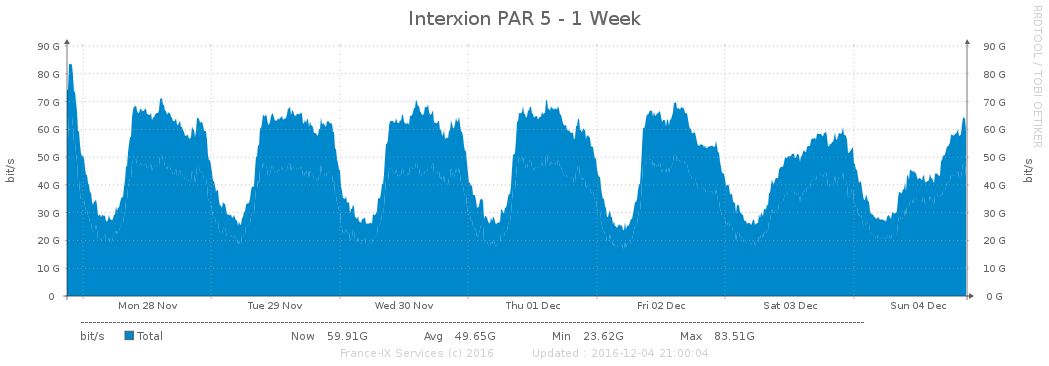 Interxion PAR 5 - 1 Week
RRDTOOL / TOBI OETIKER
bit/s
90 G
80 G
70 G
60 G
50 G
40 G
30 G
20 G
10 G
0
90 G
80 G
70 G
60 G
50 G
40 G
30 G
20 G
10 G
0 G
bit/s
Mon 28 Nov Tue 29 Nov Wed 30 Nov Thu 01 Dec Fri 02 Dec Sat 03 Dec Sun 04 Dec
bit/s Total Now 59.91G Avg 49.65G Min 23.62G Max 83.51G
France-IX Services (c) 2016 Updated : 2016-12-04 21:00:04